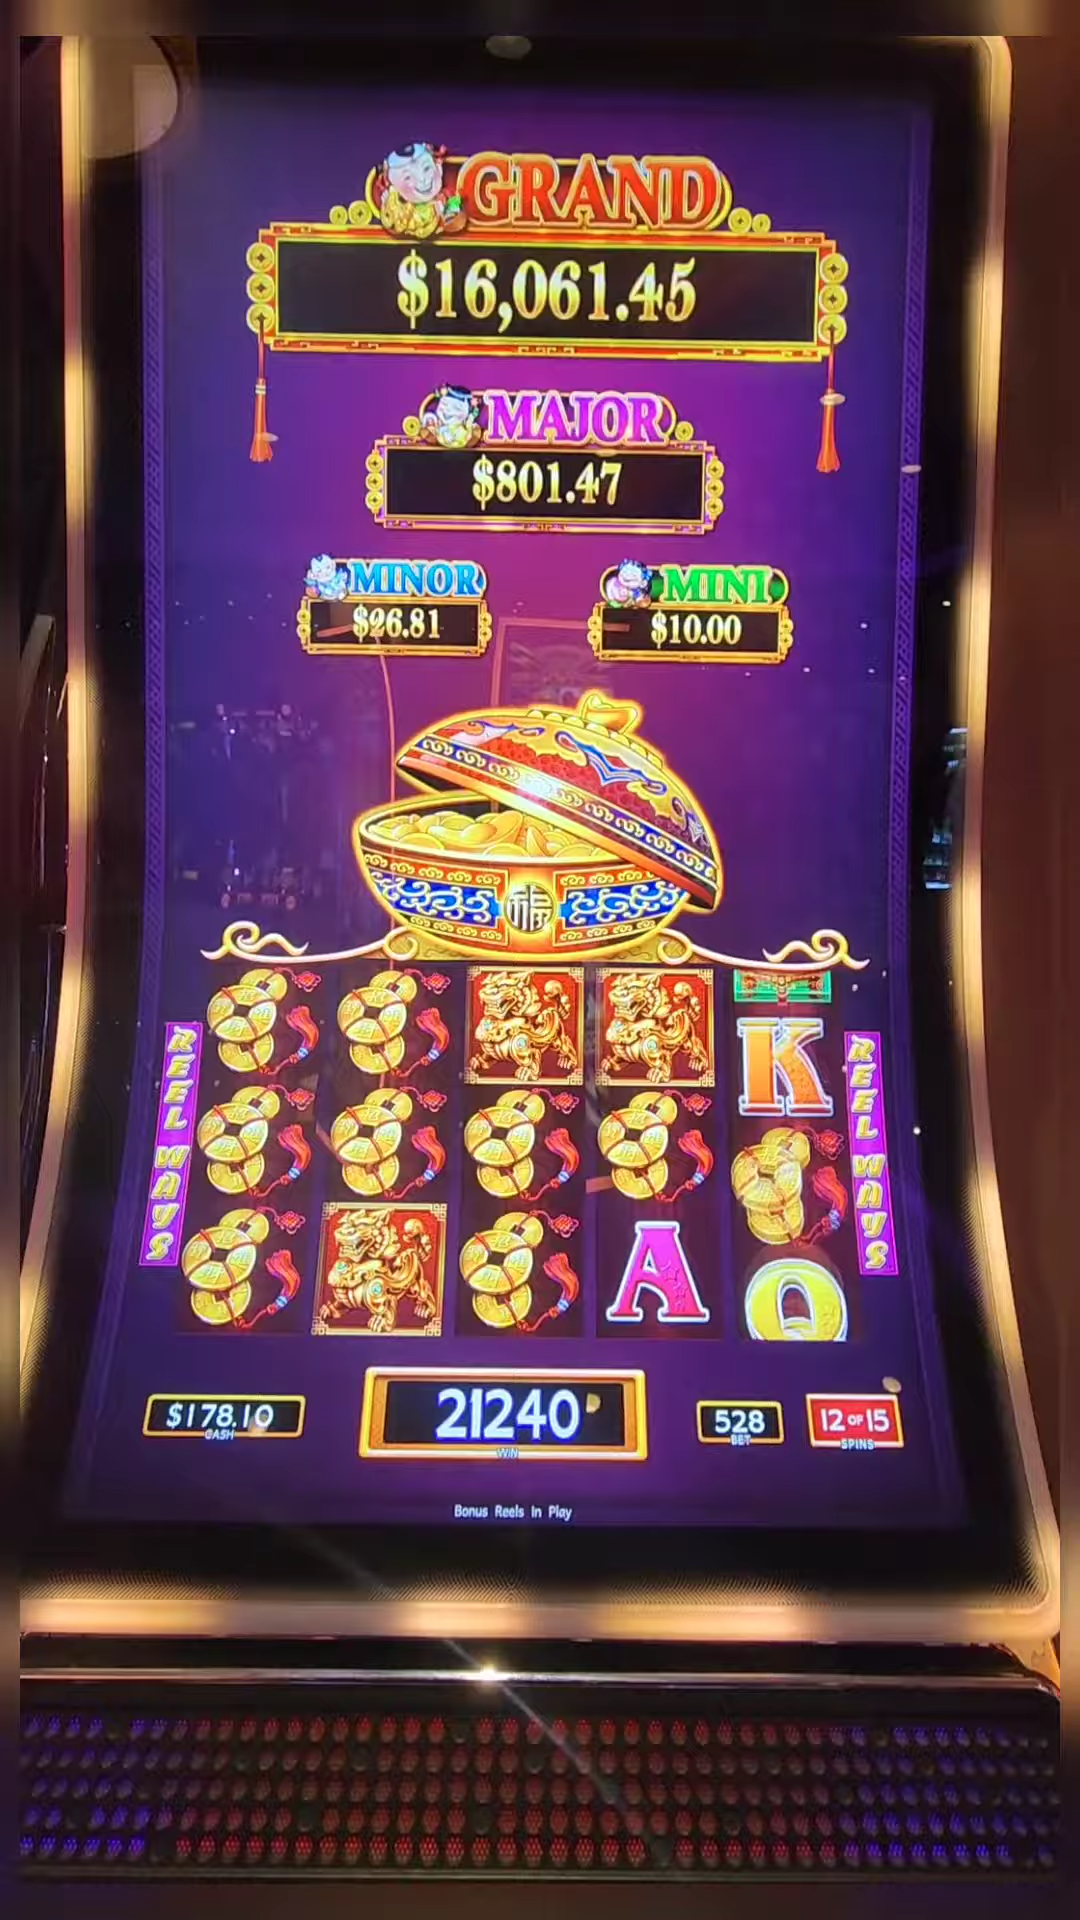 GRAND
$16,061.45
MAJOR
$801.47
MINOR
$26.81
MINI
$10.00
福
REEL WAYS
K
REEL WAYS
A
Q
$178.10
CASH
21240
WIN
528
BET
12 OF 15
SPINS
Bonus Reels In Play